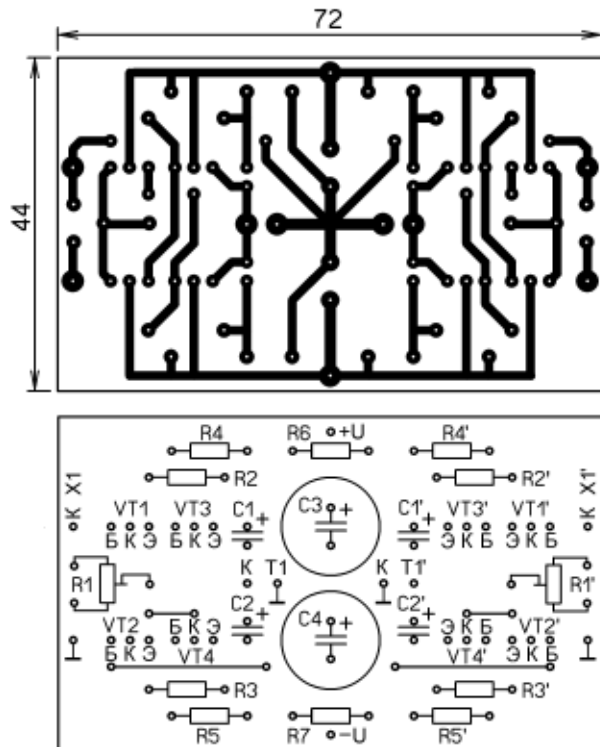 72
44
R4 R6 +U R4'
R2 R2'
К X1 VT1 VT3 C1 + C3 + C1' + VT3' VT1' К X1'
Б К Э Б К Э Э К Б Э К Б
R1 К T1 К T1' R1'
C2 + C4 + C2' +
VT2 Б К Э Э К Б VT2'
Б К Э VT4 VT4' Э К Б
R3 R3'
R5 R7 -U R5'